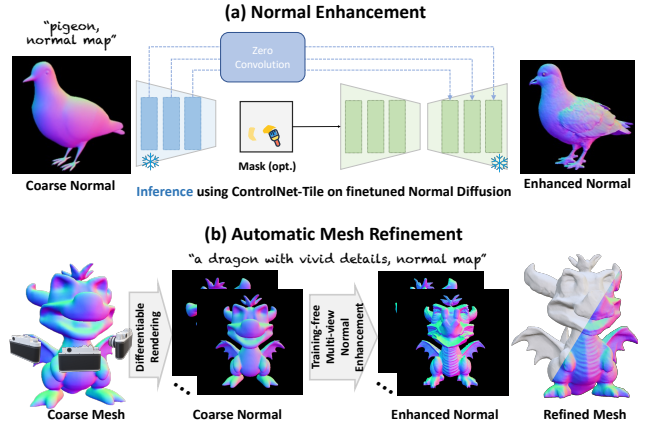 (a) Normal Enhancement
"pigeon,
normal map"
Zero
Convolution
Mask (opt.)
Coarse Normal
Enhanced Normal
Inference using ControlNet-Tile on finetuned Normal Diffusion
(b) Automatic Mesh Refinement
"a dragon with vivid details, normal map"
Differentiable
Rendering
Training-free
Multi-view
Normal
Enhancement
Coarse Mesh
Coarse Normal
Enhanced Normal
Refined Mesh